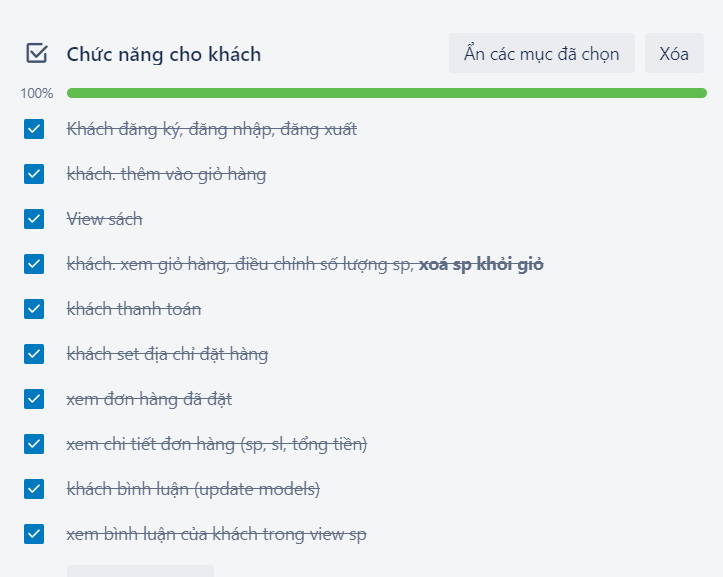 Chức năng cho khách
Ẩn các mục đã chọn
Xóa
100%
Khách đăng ký, đăng nhập, đăng xuất
khách. thêm vào giỏ hàng
View sách
khách. xem giỏ hàng, điều chỉnh số lượng sp, xoá sp khỏi giỏ
khách thanh toán
khách set địa chỉ đặt hàng
xem đơn hàng đã đặt
xem chi tiết đơn hàng (sp, sl, tổng tiền)
khách bình luận (update models)
xem bình luận của khách trong view sp